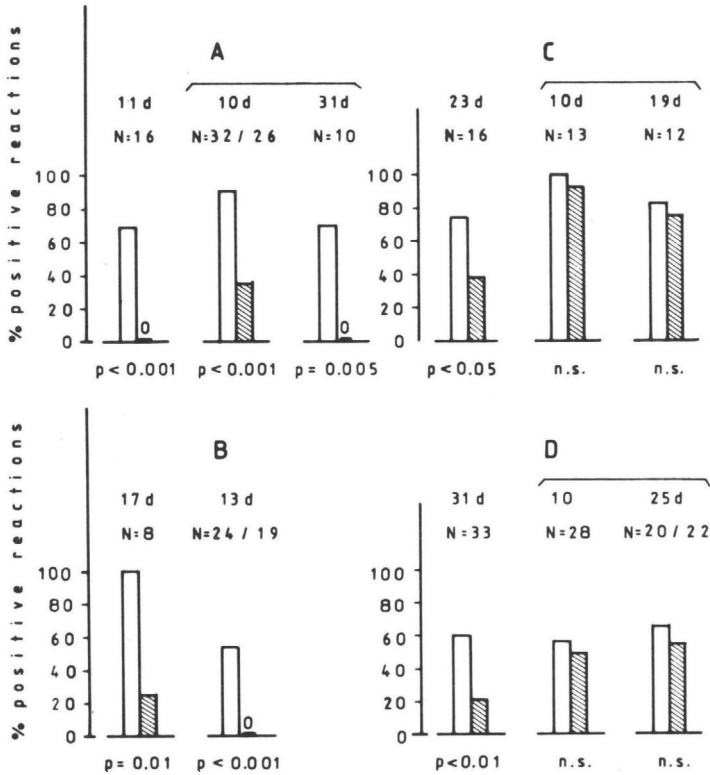 % positive reactions
A
11 d 10 d 31 d
N=16 N=32 / 26 N=10
100
80
60
40
20
0
0 0
p < 0.001 p < 0.001 p = 0.005
C
23 d 10 d 19 d
N=16 N=13 N=12
100
80
60
40
20
0
p < 0.05 n.s. n.s.
% positive reactions
B
17 d 13 d
N=8 N=24 / 19
100
80
60
40
20
0
0
p = 0.01 p < 0.001
D
31 d 10 25 d
N=33 N=28 N=20 / 22
100
80
60
40
20
0
p<0.01 n.s. n.s.